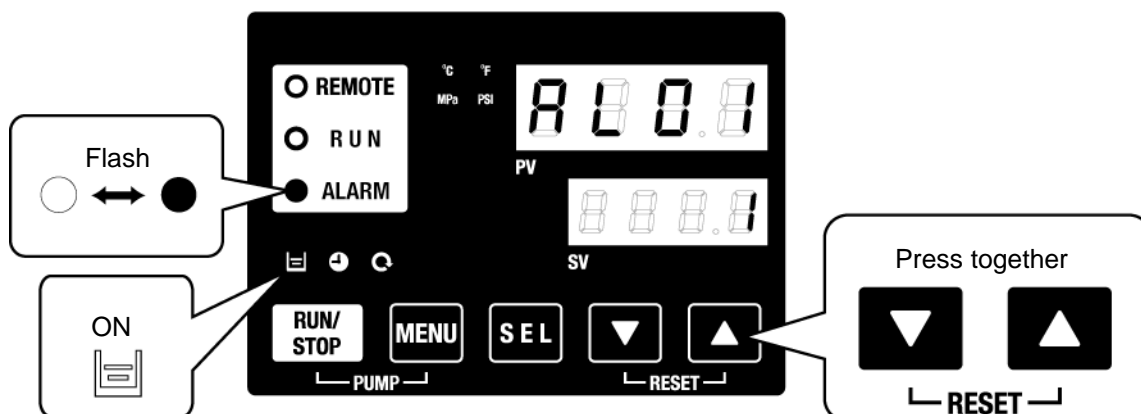 REMOTE
RUN
ALARM
°C °F
MPa PSI
AL01
PV
1
SV
Flash
ON
RUN/
STOP
MENU
SEL
▼
▲
PUMP
RESET
Press together
▼ ▲
RESET